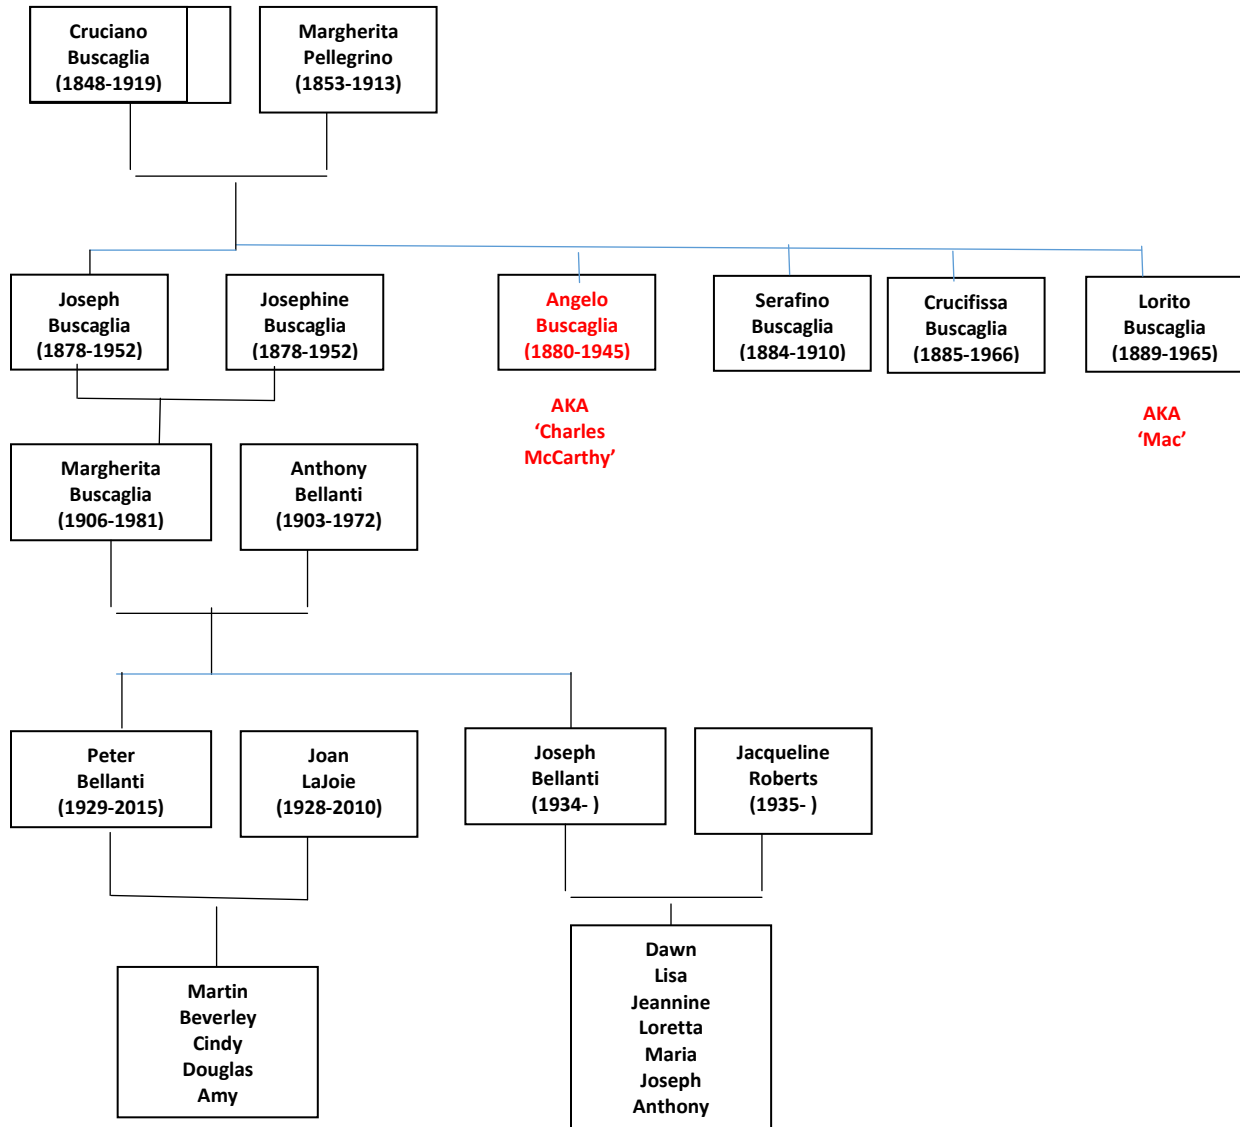 Cruciano
Buscaglia
(1848-1919)
Margherita
Pellegrino
(1853-1913)
Joseph
Buscaglia
(1878-1952)
Josephine
Buscaglia
(1878-1952)
Angelo
Buscaglia
(1880-1945)
AKA
‘Charles
McCarthy’
Serafino
Buscaglia
(1884-1910)
Crucifissa
Buscaglia
(1885-1966)
Lorito
Buscaglia
(1889-1965)
AKA
‘Mac’
Margherita
Buscaglia
(1906-1981)
Anthony
Bellanti
(1903-1972)
Peter
Bellanti
(1929-2015)
Joan
LaJoie
(1928-2010)
Joseph
Bellanti
(1934- )
Jacqueline
Roberts
(1935- )
Martin
Beverley
Cindy
Douglas
Amy
Dawn
Lisa
Jeannine
Loretta
Maria
Joseph
Anthony